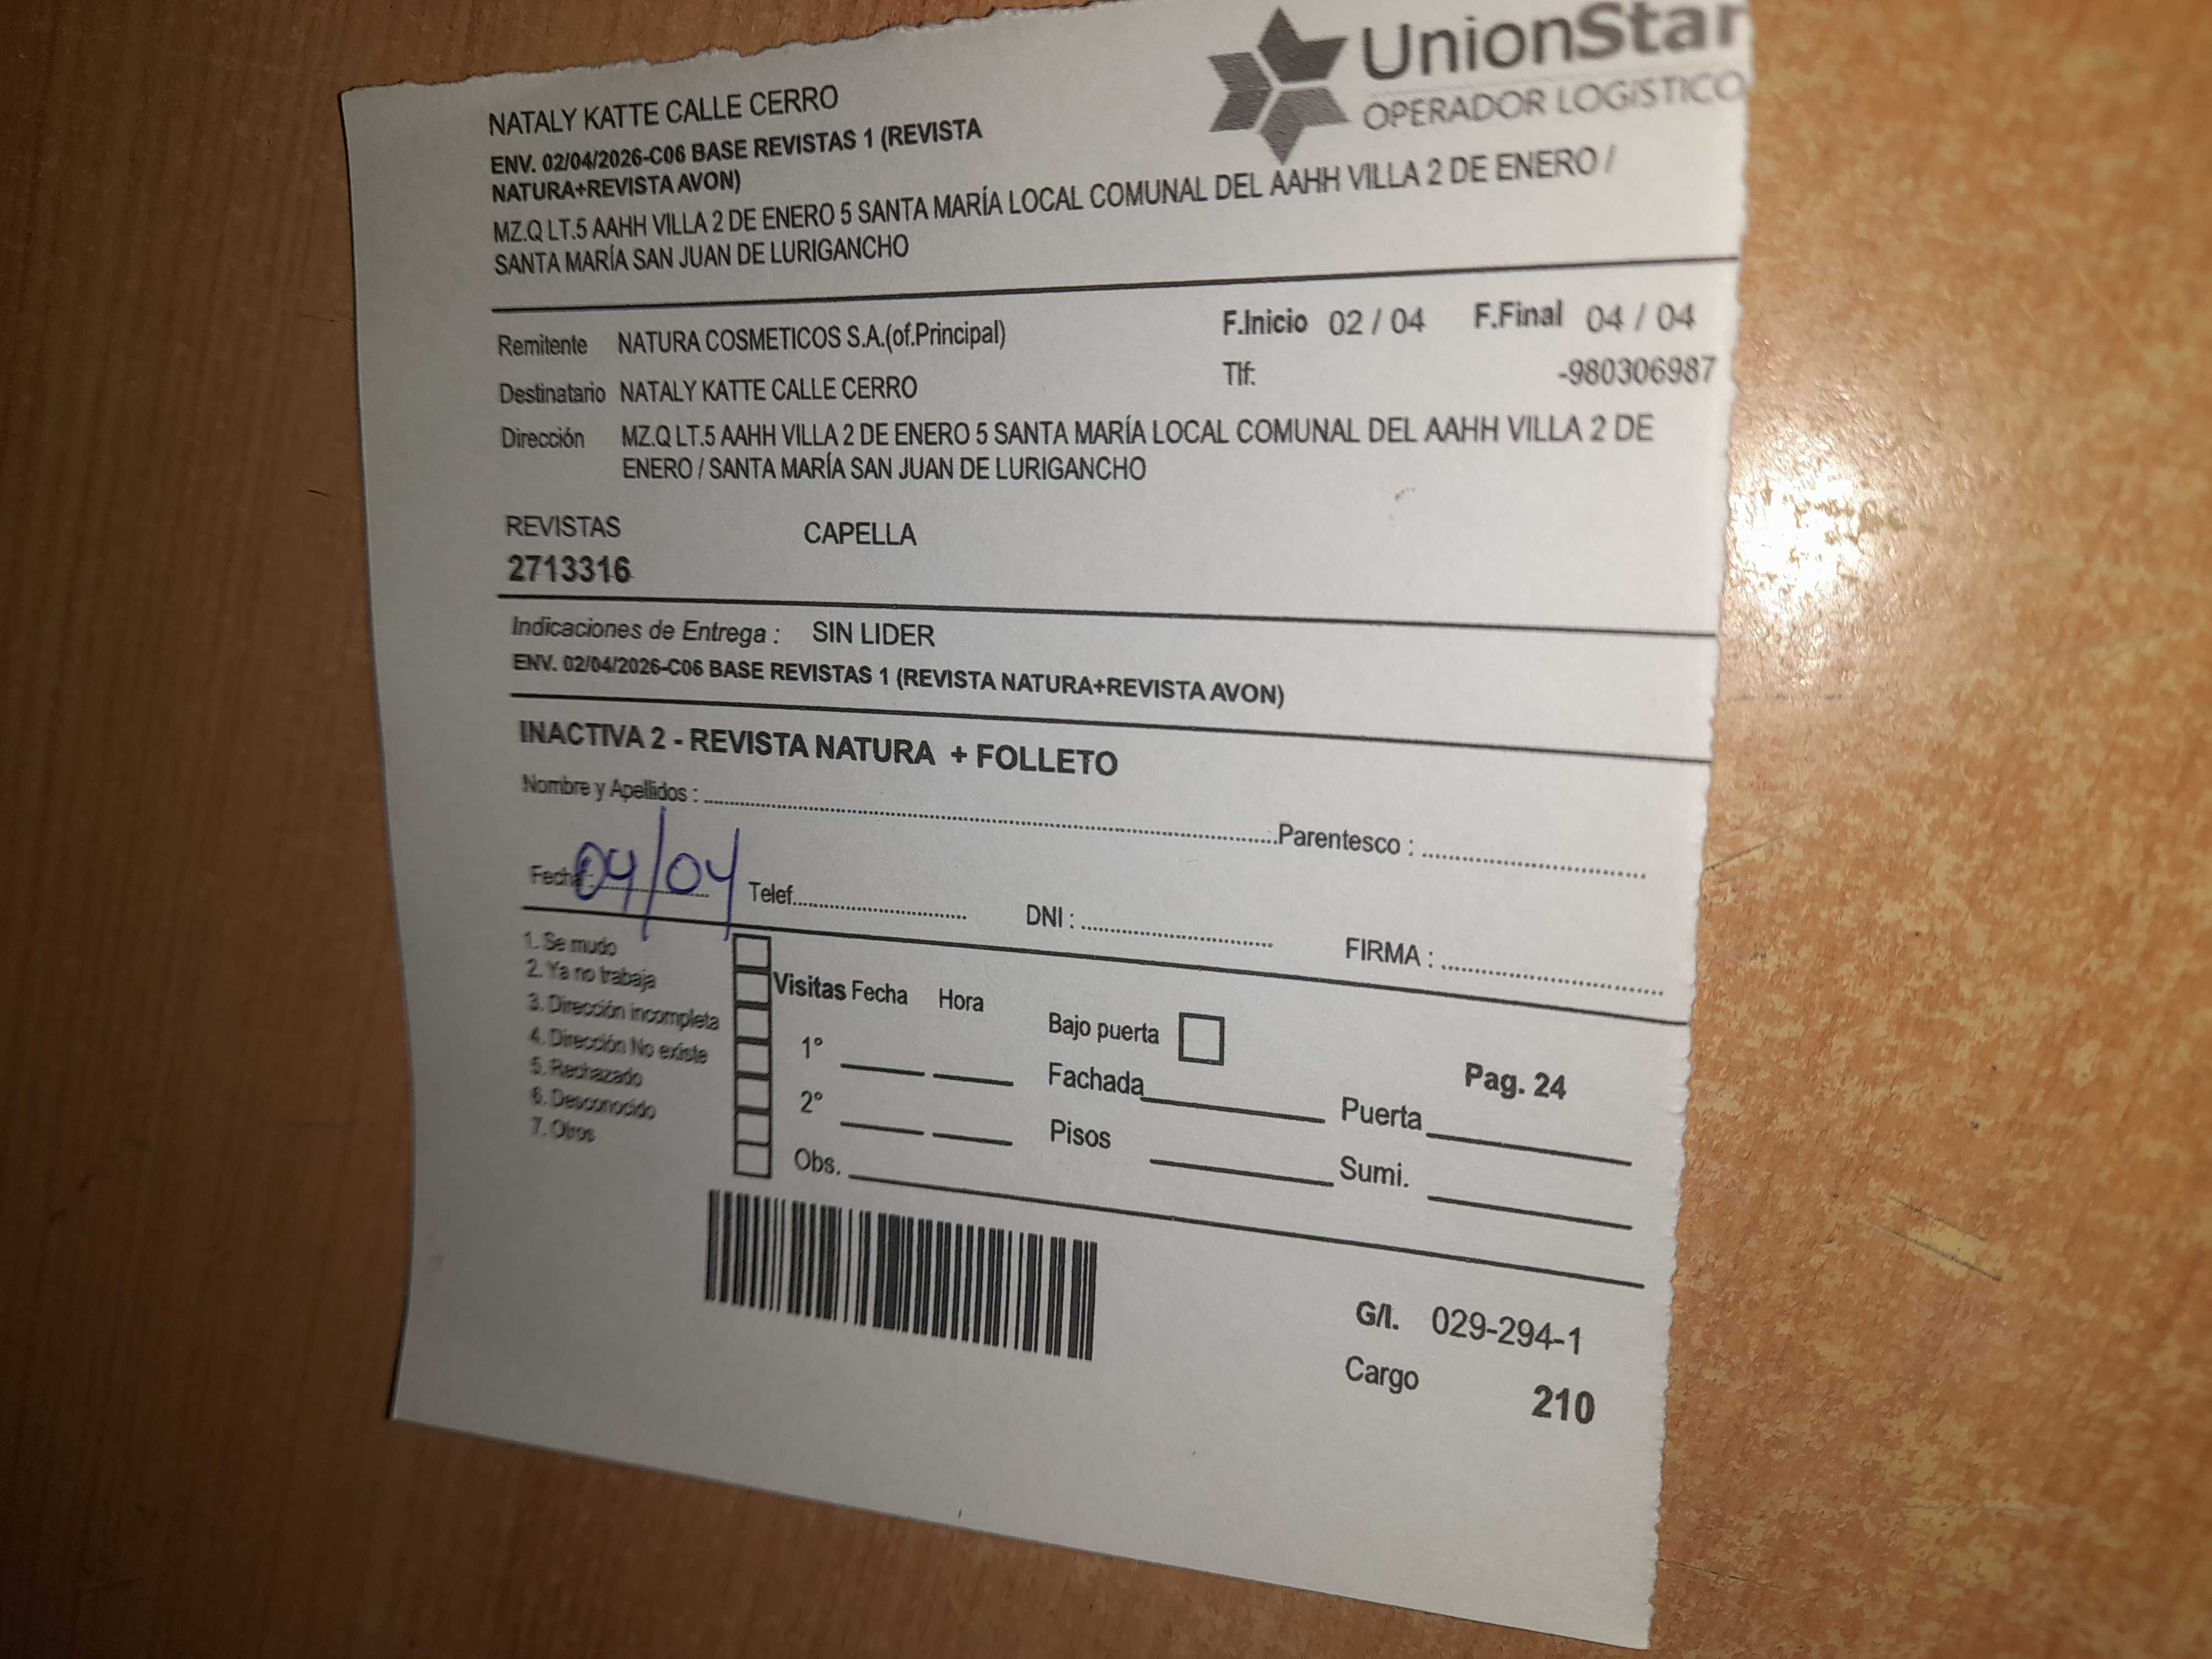 UnionStar
OPERADOR LOGÍSTICO
NATALY KATTE CALLE CERRO
ENV. 02/04/2026-C06 BASE REVISTAS 1 (REVISTA
NATURA+REVISTA AVON)
MZ.Q LT.5 AAHH VILLA 2 DE ENERO 5 SANTA MARÍA LOCAL COMUNAL DEL AAHH VILLA 2 DE ENERO /
SANTA MARÍA SAN JUAN DE LURIGANCHO
Remitente NATURA COSMETICOS S.A.(of.Principal) F.Inicio 02 / 04 F.Final 04 / 04
Destinatario NATALY KATTE CALLE CERRO Tlf: -980306987
Dirección MZ.Q LT.5 AAHH VILLA 2 DE ENERO 5 SANTA MARÍA LOCAL COMUNAL DEL AAHH VILLA 2 DE
ENERO / SANTA MARÍA SAN JUAN DE LURIGANCHO
REVISTAS CAPELLA
2713316
Indicaciones de Entrega : SIN LIDER
ENV. 02/04/2026-C06 BASE REVISTAS 1 (REVISTA NATURA+REVISTA AVON)
INACTIVA 2 - REVISTA NATURA + FOLLETO
Nombre y Apellidos : Parentesco :
Fecha: 04/04 Telef. DNI : FIRMA :
1. Se mudo
2. Ya no trabaja
3. Dirección incompleta
4. Dirección No existe
5. Rechazado
6. Desconocido
7. Otros
Visitas Fecha Hora
1°
2°
Obs.
Bajo puerta
Fachada
Pisos
Pag. 24
Puerta
Sumi.
G/I. 029-294-1
Cargo 210